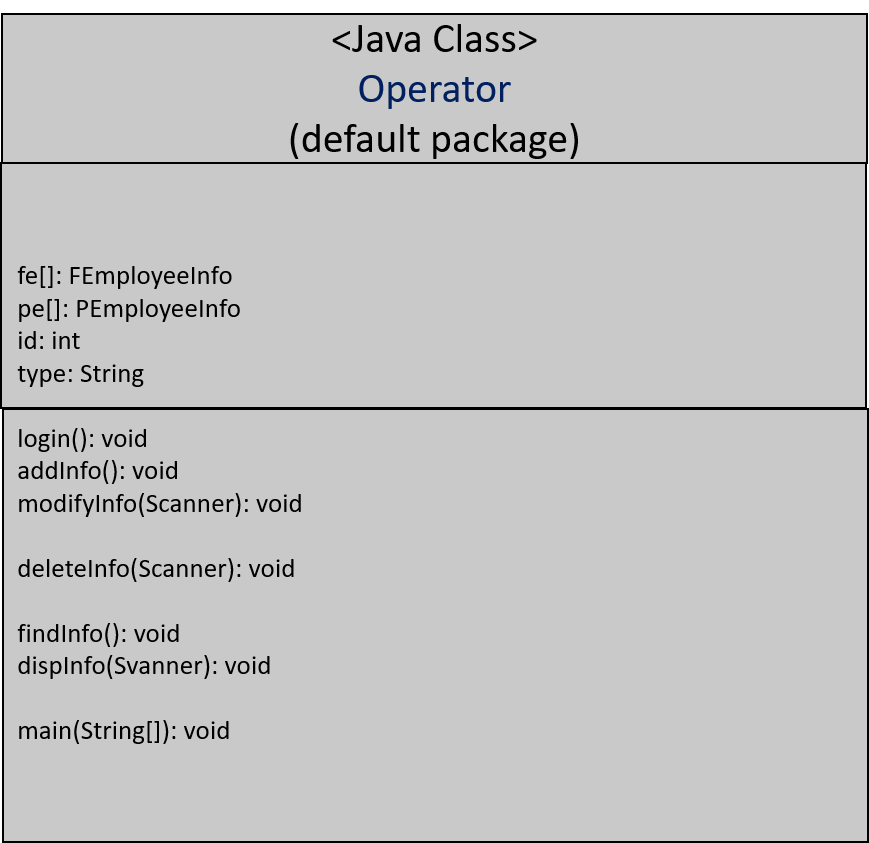 <Java Class>
Operator
(default package)
fe[]: FEmployeeInfo
pe[]: PEmployeeInfo
id: int
type: String
login(): void
addInfo(): void
modifyInfo(Scanner): void
deleteInfo(Scanner): void
findInfo(): void
dispInfo(Svanner): void
main(String[]): void